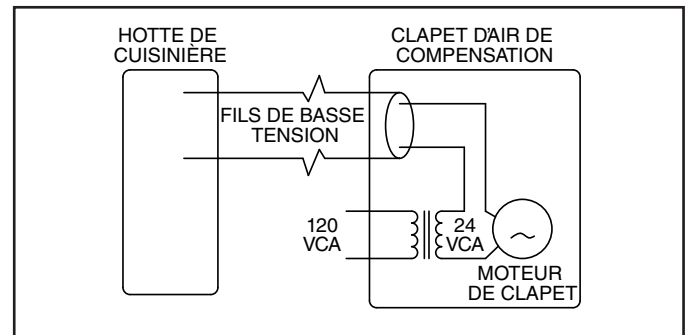 HOTTE DE
CUISINIÈRE
CLAPET D'AIR DE
COMPENSATION
FILS DE BASSE
TENSION
120
VCA
24
VCA
MOTEUR
DE CLAPET